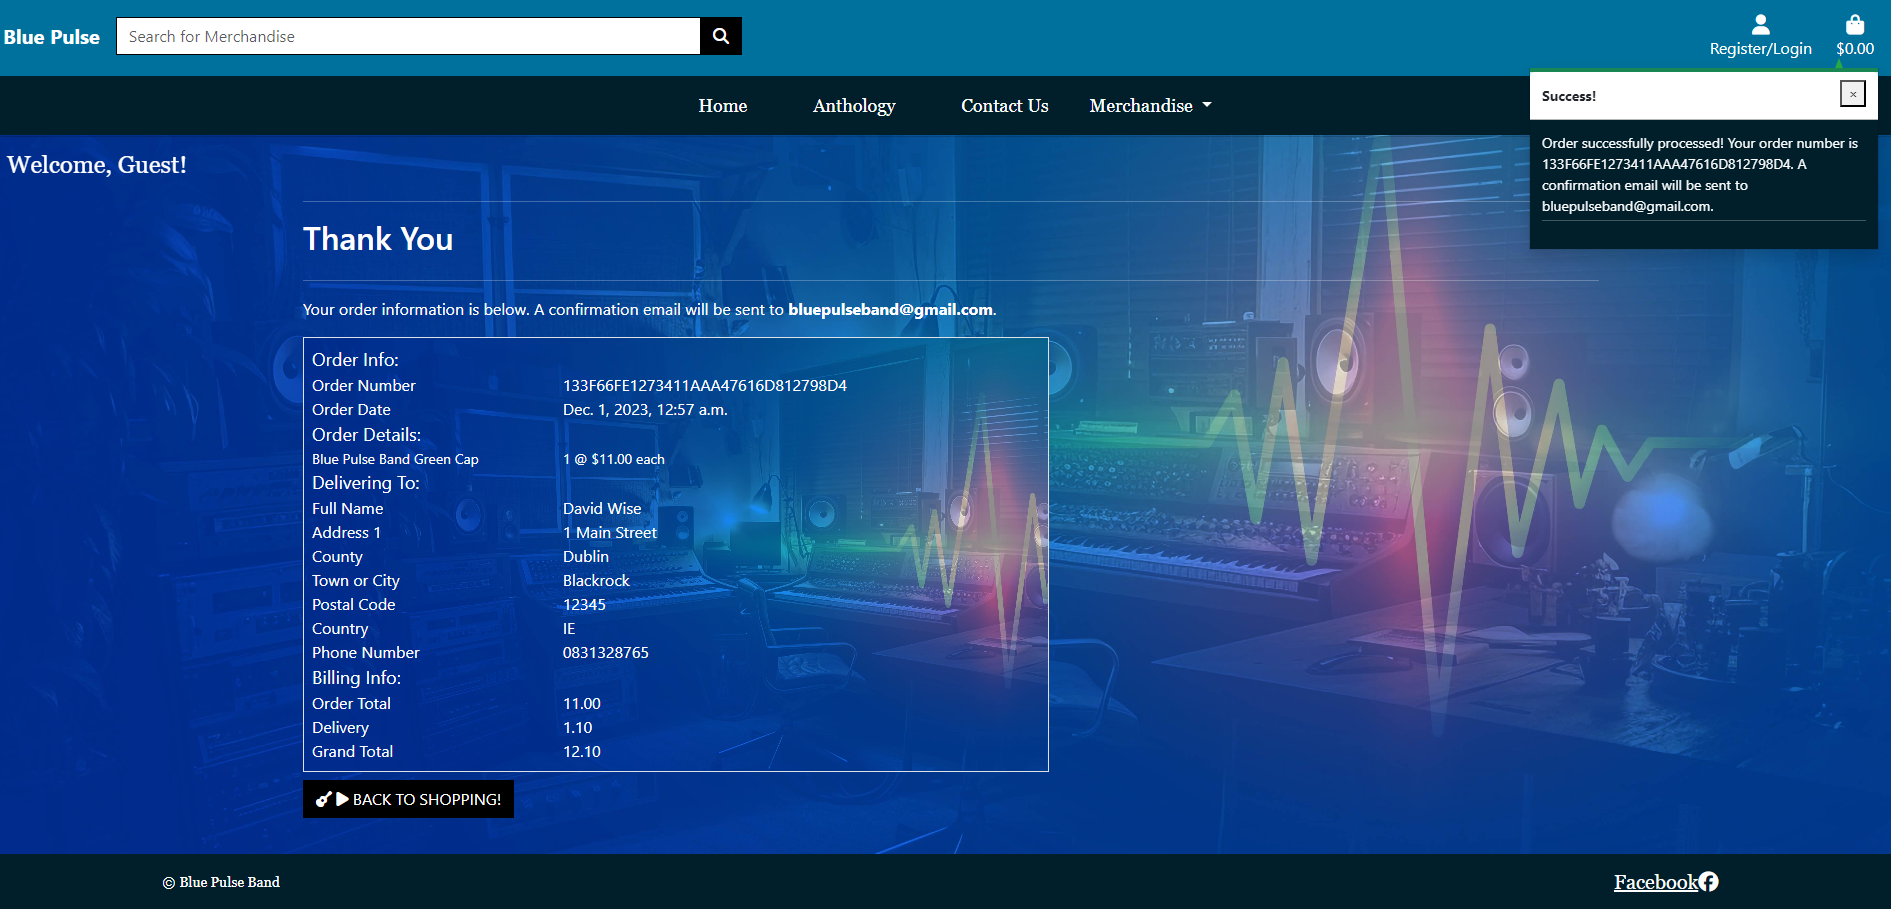 Blue Pulse
Search for Merchandise
Register/Login
$0.00
Home
Anthology
Contact Us
Merchandise
Success!
×
Order successfully processed! Your order number is
133F66FE1273411AAA47616D812798D4. A
confirmation email will be sent to
bluepulseband@gmail.com.
Welcome, Guest!
Thank You
Your order information is below. A confirmation email will be sent to bluepulseband@gmail.com.
Order Info:
Order Number 133F66FE1273411AAA47616D812798D4
Order Date Dec. 1, 2023, 12:57 a.m.
Order Details:
Blue Pulse Band Green Cap 1 @ $11.00 each
Delivering To:
Full Name David Wise
Address 1 1 Main Street
County Dublin
Town or City Blackrock
Postal Code 12345
Country IE
Phone Number 0831328765
Billing Info:
Order Total 11.00
Delivery 1.10
Grand Total 12.10
BACK TO SHOPPING!
© Blue Pulse Band
Facebook